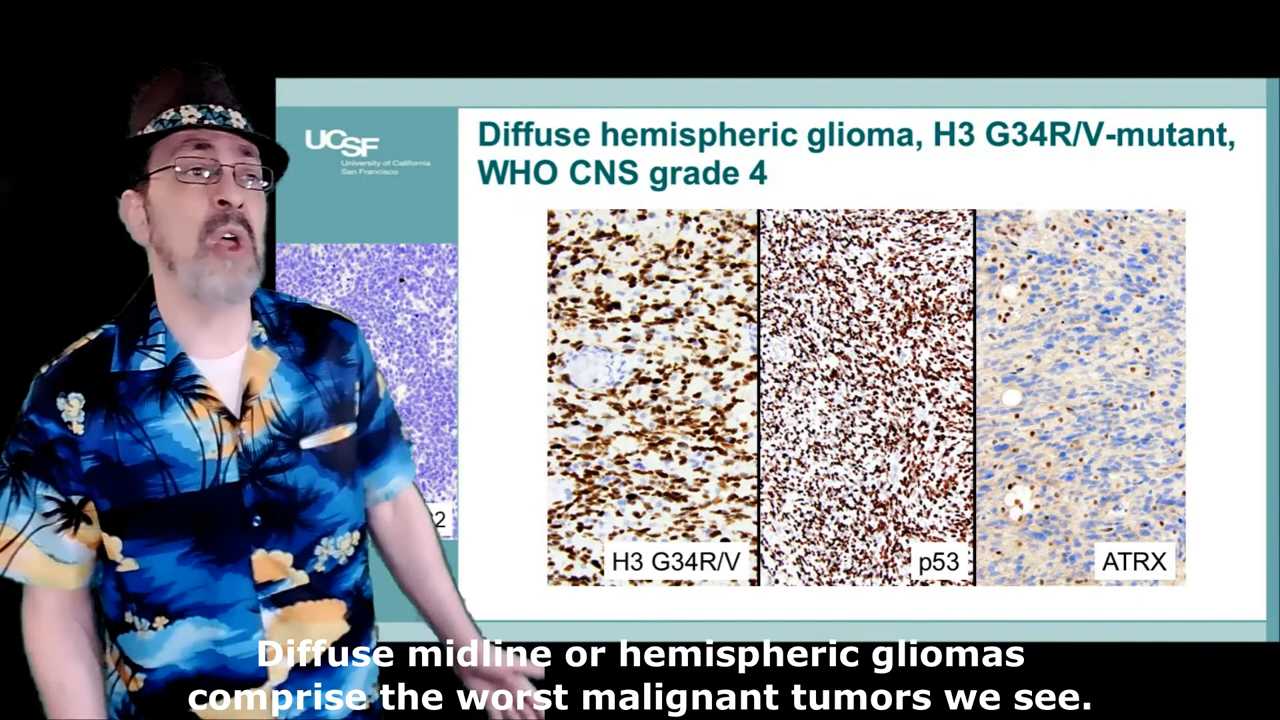 UCSF
University of California
San Francisco
Diffuse hemispheric glioma, H3 G34R/V-mutant,
WHO CNS grade 4
2
H3 G34R/V
p53
ATRX
Diffuse midline or hemispheric gliomas
comprise the worst malignant tumors we see.